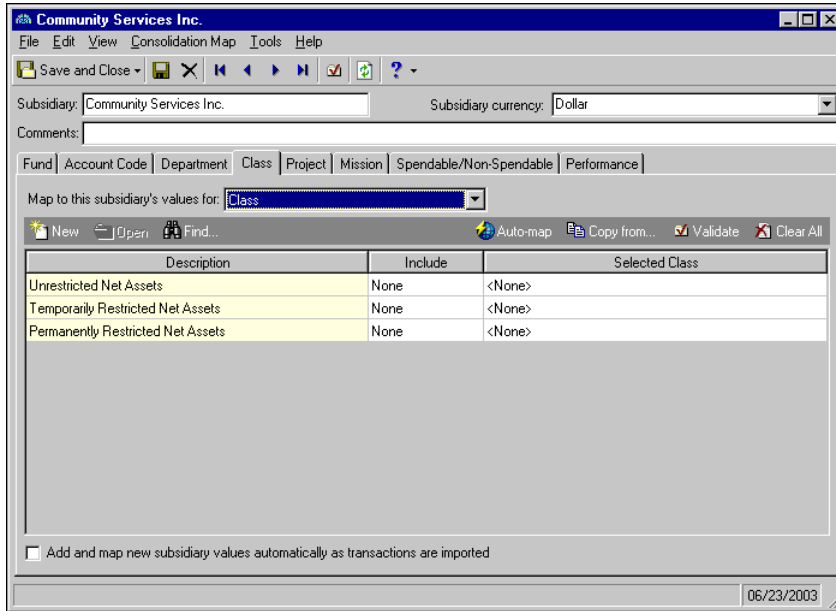 Community Services Inc.
File Edit View Consolidation Map Tools Help
Save and Close
Subsidiary: Community Services Inc. Subsidiary currency: Dollar
Comments:
Fund Account Code Department Class Project Mission Spendable/Non-Spendable Performance
Map to this subsidiary's values for: Class
New Open Find... Auto-map Copy from... Validate Clear All
Description Include Selected Class
Unrestricted Net Assets None <None>
Temporarily Restricted Net Assets None <None>
Permanently Restricted Net Assets None <None>
Add and map new subsidiary values automatically as transactions are imported
06/23/2003